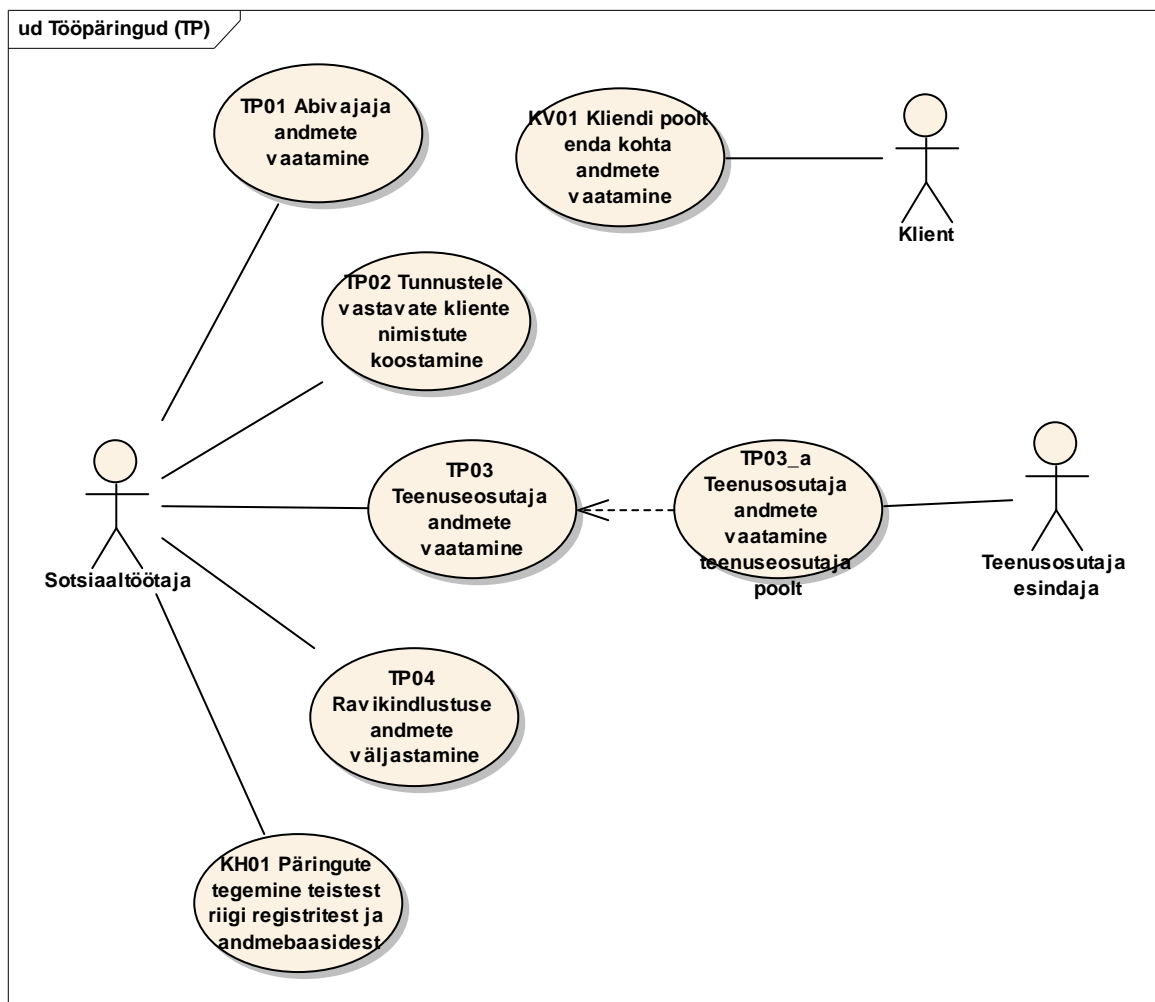 ud Tööpäringud (TP)
TP01 Abivajaja
andmete
vaatamine
KV01 Kliendi poolt
enda kohta
andmete
vaatamine
Klient
TP02 Tunnustele
vastavate kliente
nimistute
koostamine
Sotsiaaltöötaja
TP03
Teenuseosutaja
andmete
vaatamine
TP03_a
Teenusosutaja
andmete
vaatamine
teenuseosutaja
poolt
Teenusosutaja
esindaja
TP04
Ravikindlustuse
andmete
väljastamine
KH01 Päringute
tegemine teistest
riigi registritest ja
andmebaasidest